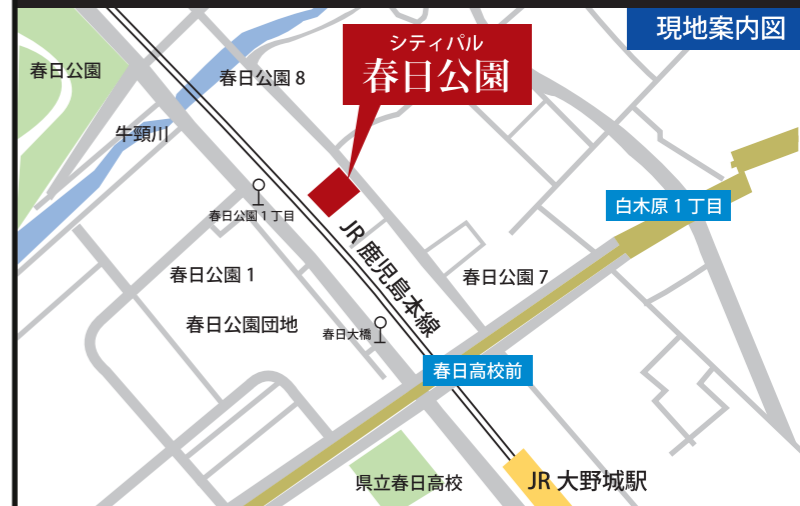 現地案内図
シティパル
春日公園
春日公園
春日公園 8
牛頸川
白木原 1 丁目
春日公園 1 丁目
JR 鹿児島本線
春日公園 1
春日公園 7
春日公園団地
春日大橋
春日高校前
県立春日高校
JR 大野城駅